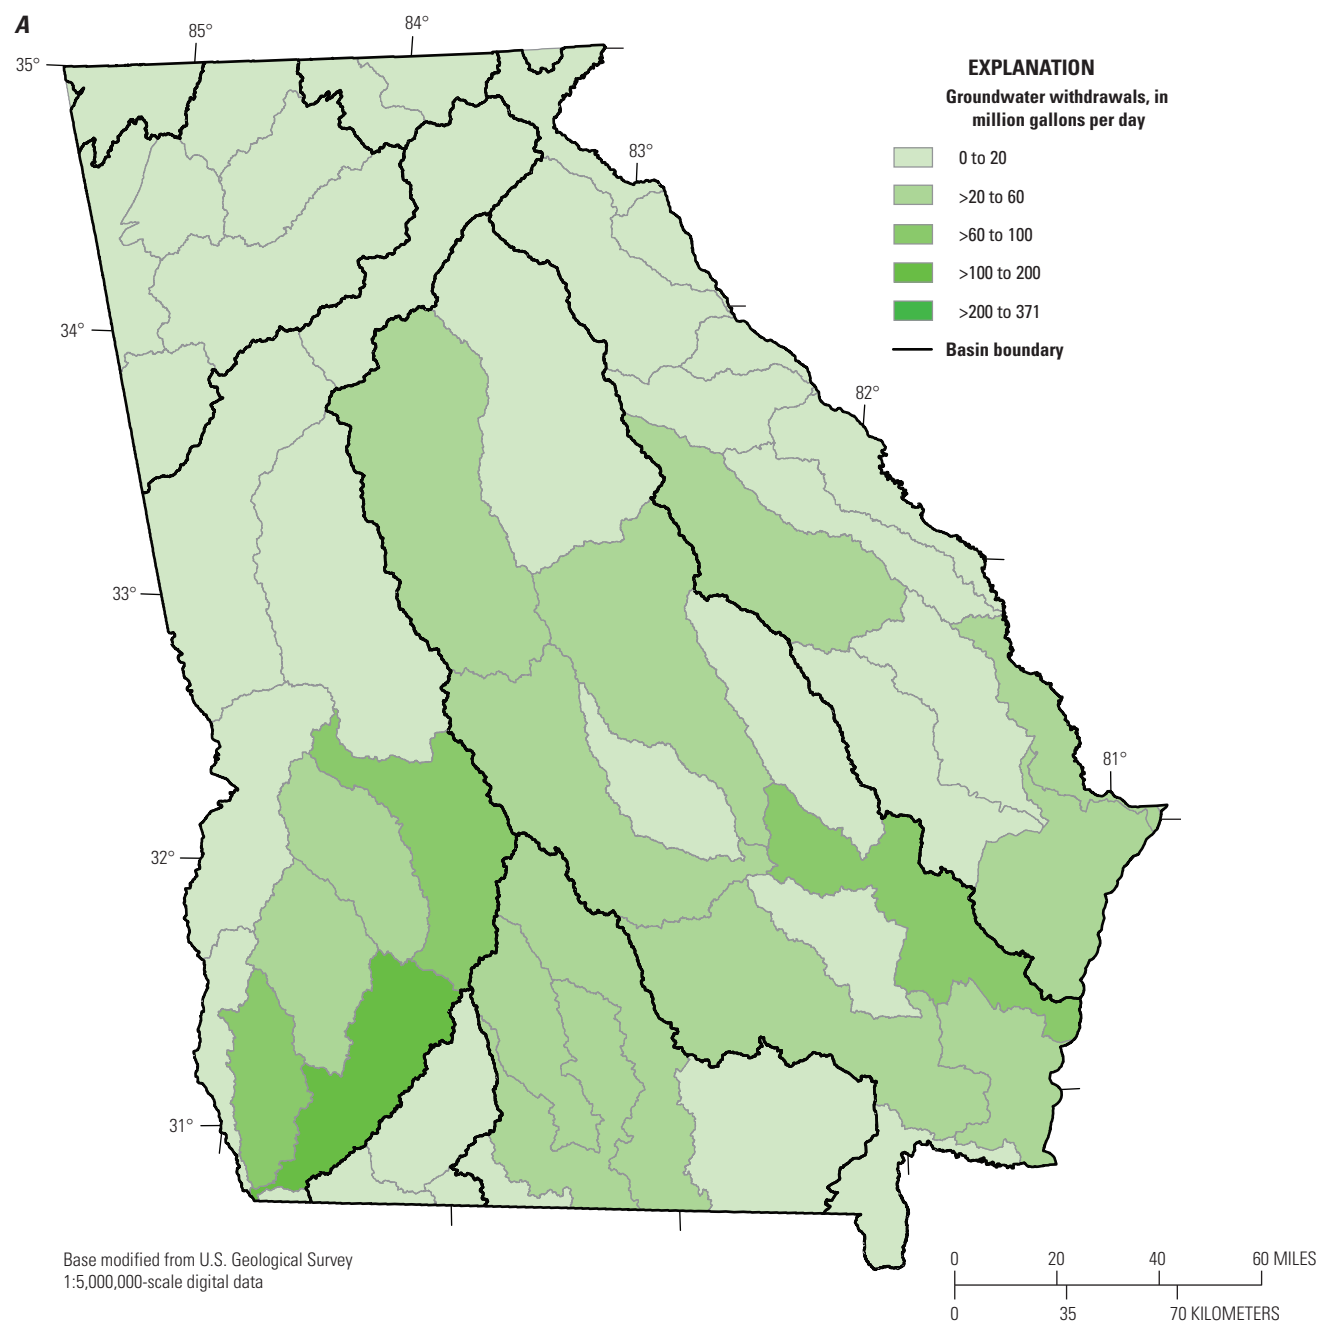 A
85°
84°
35°
83°
34°
82°
33°
81°
32°
31°
EXPLANATION
Groundwater withdrawals, in
million gallons per day
0 to 20
>20 to 60
>60 to 100
>100 to 200
>200 to 371
Basin boundary
Base modified from U.S. Geological Survey
1:5,000,000-scale digital data
0 20 40 60 MILES
0 35 70 KILOMETERS